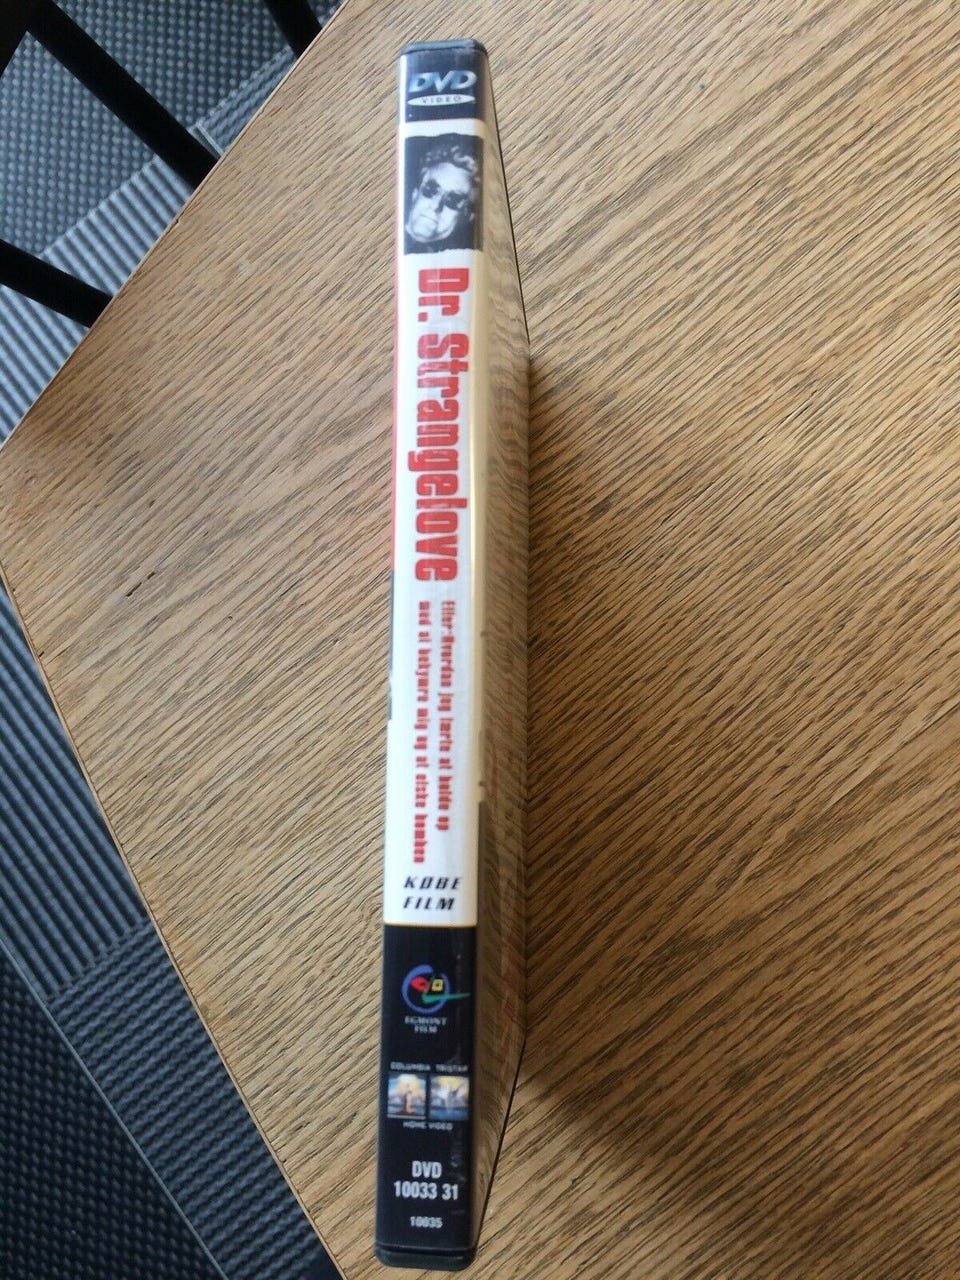 DVD
VIDEO
Dr. Strangelove
Eller: Hvordan jeg lærte at holde op
med at bekymre mig og at elske bomben
KØBE
FILM
EGMONT
FILM
COLUMBIA TRISTAR
HOME VIDEO
DVD
10033 31
10035